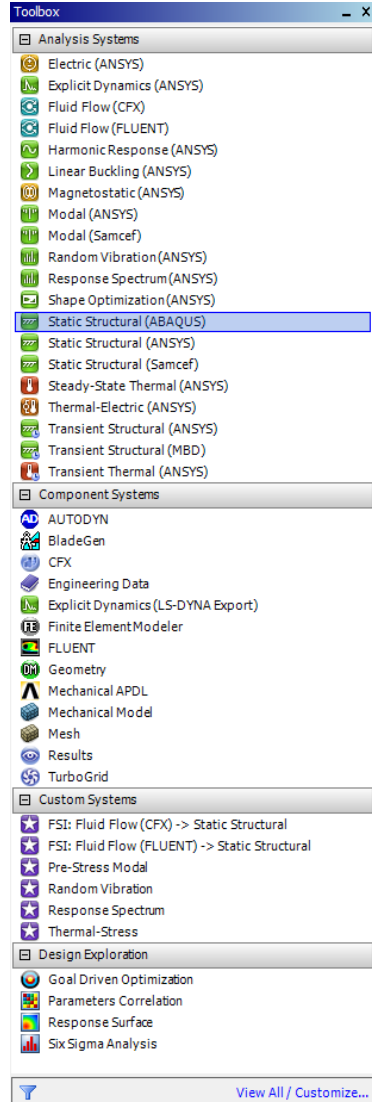 Toolbox
Analysis Systems
Electric (ANSYS)
Explicit Dynamics (ANSYS)
Fluid Flow (CFX)
Fluid Flow (FLUENT)
Harmonic Response (ANSYS)
Linear Buckling (ANSYS)
Magnetostatic (ANSYS)
Modal (ANSYS)
Modal (Samcef)
Random Vibration (ANSYS)
Response Spectrum (ANSYS)
Shape Optimization (ANSYS)
Static Structural (ABAQUS)
Static Structural (ANSYS)
Static Structural (Samcef)
Steady-State Thermal (ANSYS)
Thermal-Electric (ANSYS)
Transient Structural (ANSYS)
Transient Structural (MBD)
Transient Thermal (ANSYS)
Component Systems
AD AUTODYN
BladeGen
CFX
Engineering Data
Explicit Dynamics (LS-DYNA Export)
FE Finite Element Modeler
FLUENT
DM Geometry
Mechanical APDL
Mechanical Model
Mesh
Results
TurboGrid
Custom Systems
FSI: Fluid Flow (CFX) -> Static Structural
FSI: Fluid Flow (FLUENT) -> Static Structural
Pre-Stress Modal
Random Vibration
Response Spectrum
Thermal-Stress
Design Exploration
Goal Driven Optimization
Parameters Correlation
Response Surface
Six Sigma Analysis
View All / Customize...